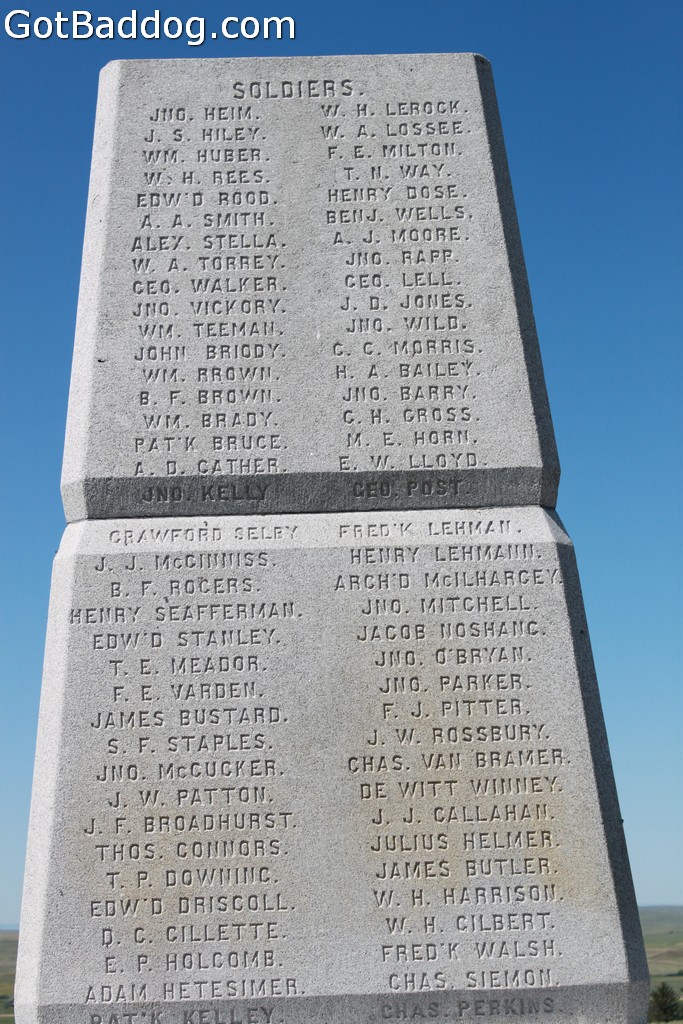 GotBaddog.com
SOLDIERS.
JNO. HEIM. W. H. LEROCK.
J. S. HILEY. W. A. LOSSEE.
WM. HUBER. F. E. MILTON.
W. H. REES. T. N. WAY.
EDW'D ROOD. HENRY DOSE.
A. A. SMITH. BENJ. WELLS.
ALEX. STELLA. A. J. MOORE.
W. A. TORREY. JNO. RAPP.
GEO. WALKER. GEO. LELL.
JNO. VICKORY. J. D. JONES.
WM. TEEMAN. JNO. WILD.
JOHN BRIODY. G. C. MORRIS.
WM. RROWN. H. A. BAILEY.
B. F. BROWN. JNO. BARRY.
WM. BRADY. C. H. GROSS.
PAT'K BRUCE. M. E. HORN.
A. D. CATHER. E. W. LLOYD.
JNO. KELLY GEO. POST
CRAWFORD SELBY FRED'K LEHMAN.
J. J. McGINNISS. HENRY LEHMANN.
B. F. ROGERS. ARCH'D McILHARGEY.
HENRY SEAFFERMAN. JNO. MITCHELL.
EDW'D STANLEY. JACOB NOSHANG.
T. E. MEADOR. JNO. O'BRYAN.
F. E. VARDEN. JNO. PARKER.
JAMES BUSTARD. F. J. PITTER.
S. F. STAPLES. J. W. ROSSBURY.
JNO. McGUCKER. CHAS. VAN BRAMER.
J. W. PATTON. DE WITT WINNEY.
J. F. BROADHURST. J. J. CALLAHAN.
THOS. CONNORS. JULIUS HELMER.
T. P. DOWNING. JAMES BUTLER.
EDW'D DRISCOLL. W. H. HARRISON.
D. C. GILLETTE. W. H. GILBERT.
E. P. HOLCOMB. FRED'K WALSH.
ADAM HETESIMER. CHAS. SIEMON.
PAT'K KELLEY. CHAS. PERKINS.